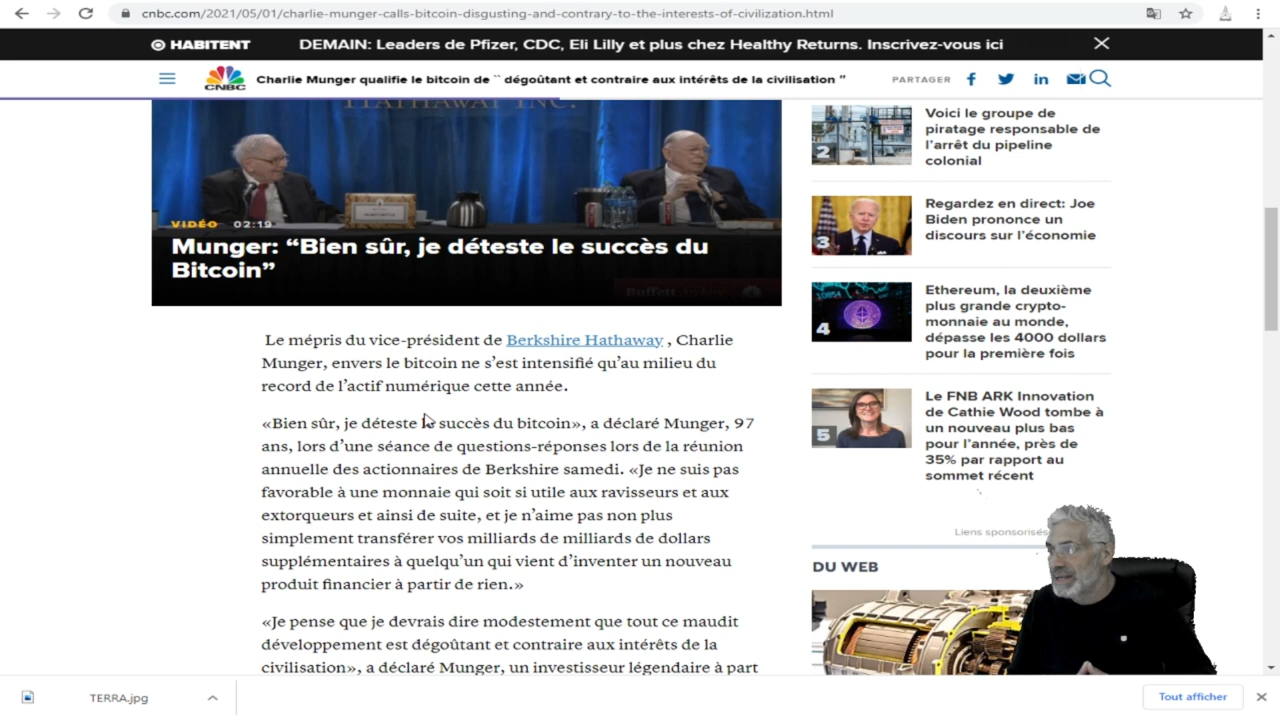 cnbc.com/2021/05/01/charlie-munger-calls-bitcoin-disgusting-and-contrary-to-the-interests-of-civilization.html
HABITENT
DEMAIN: Leaders de Pfizer, CDC, Eli Lilly et plus chez Healthy Returns. Inscrivez-vous ici
CNBC
Charlie Munger qualifie le bitcoin de `` dégoûtant et contraire aux intérêts de la civilisation ”
PARTAGER
HATHAWAY INC.
VIDÉO 02:19
Munger: “Bien sûr, je déteste le succès du
Bitcoin”
Buffett
Le mépris du vice-président de Berkshire Hathaway , Charlie
Munger, envers le bitcoin ne s’est intensifié qu’au milieu du
record de l’actif numérique cette année.
«Bien sûr, je déteste le succès du bitcoin», a déclaré Munger, 97
ans, lors d’une séance de questions-réponses lors de la réunion
annuelle des actionnaires de Berkshire samedi. «Je ne suis pas
favorable à une monnaie qui soit si utile aux ravisseurs et aux
extorqueurs et ainsi de suite, et je n’aime pas non plus
simplement transférer vos milliards de milliards de dollars
supplémentaires à quelqu’un qui vient d’inventer un nouveau
produit financier à partir de rien.»
«Je pense que je devrais dire modestement que tout ce maudit
développement est dégoûtant et contraire aux intérêts de la
civilisation», a déclaré Munger, un investisseur légendaire à part
2
Voici le groupe de
piratage responsable de
l’arrêt du pipeline
colonial
3
Regardez en direct: Joe
Biden prononce un
discours sur l’économie
4
Ethereum, la deuxième
plus grande crypto-
monnaie au monde,
dépasse les 4000 dollars
pour la première fois
5
Le FNB ARK Innovation
de Cathie Wood tombe à
un nouveau plus bas
pour l’année, près de
35% par rapport au
sommet récent
Liens sponsorisés
DU WEB
TERRA.jpg
Tout afficher